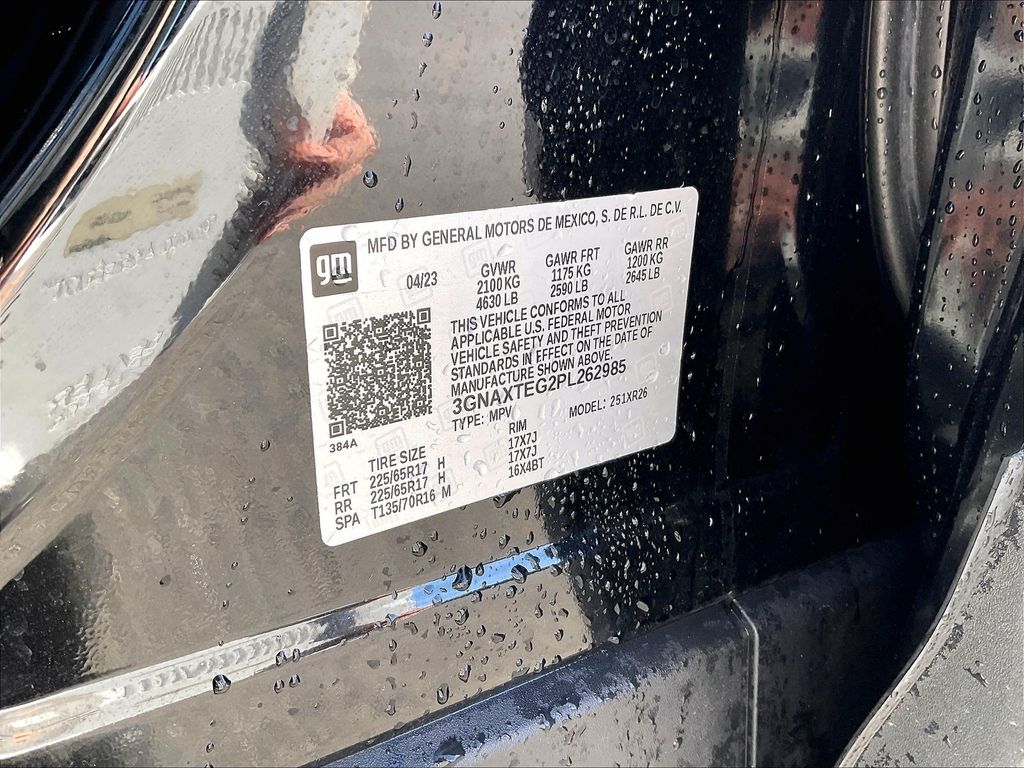 gm
MFD BY GENERAL MOTORS DE MEXICO, S. DE R.L. DE C.V.
04/23 GVWR GAWR FRT GAWR RR
2100 KG 1175 KG 1200 KG
4630 LB 2590 LB 2645 LB
THIS VEHICLE CONFORMS TO ALL
APPLICABLE U.S. FEDERAL MOTOR
VEHICLE SAFETY AND THEFT PREVENTION
STANDARDS IN EFFECT ON THE DATE OF
MANUFACTURE SHOWN ABOVE.
3GNAXTEG2PL262985
TYPE: MPV MODEL: 251XR26
384A
TIRE SIZE RIM
FRT 225/65R17 H 17X7J
RR 225/65R17 H 17X7J
SPA T135/70R16 M 16X4BT